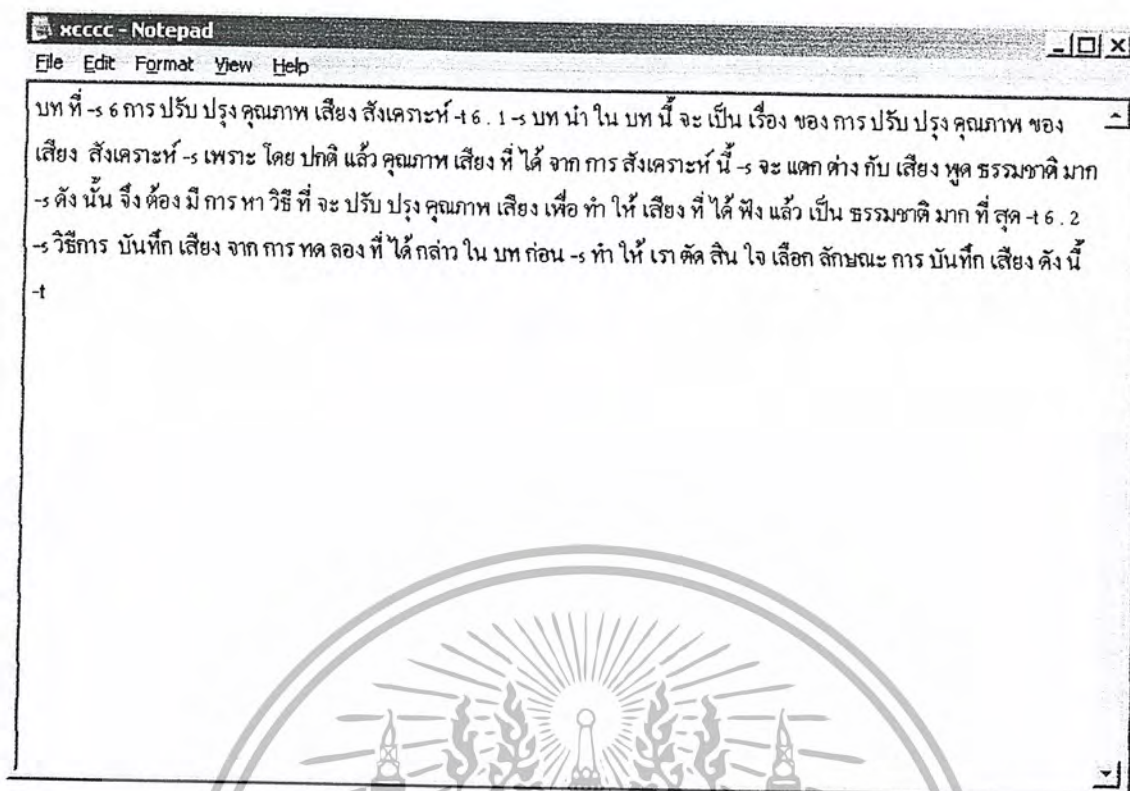 xcccc - Notepad
File Edit Format View Help
บท ที่ -s 6 การ ปรับ ปรุง คุณภาพ เสียง สังเคราะห์ -t 6 . 1 -s บท นำ ใน บท นี้ จะ เป็น เรื่อง ของ การ ปรับ ปรุง คุณภาพ ของ
เสียง สังเคราะห์ -s เพราะ โดย ปกติ แล้ว คุณภาพ เสียง ที่ ได้ จาก การ สังเคราะห์ นี้ -s จะ แตก ต่าง กับ เสียง พูด ธรรมชาติ มาก
-s ดัง นั้น จึง ต้อง มี การ หา วิธี ที่ จะ ปรับ ปรุง คุณภาพ เสียง เพื่อ ทำ ให้ เสียง ที่ ได้ ฟัง แล้ว เป็น ธรรมชาติ มาก ที่ สุด -t 6 . 2
-s วิธีการ บันทึก เสียง จาก การ ทด ลอง ที่ ได้ กล่าว ใน บท ก่อน -s ทำ ให้ เรา ตัด สิน ใจ เลือก ลักษณะ การ บันทึก เสียง ดัง นี้
-t